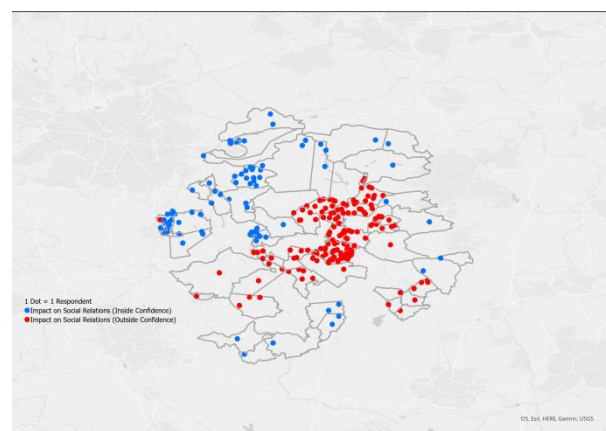 1 Dot = 1 Respondent
Impact on Social Relations (Inside Confidence)
Impact on Social Relations (Outside Confidence)
OS, Esri, HERE, Garmin, USGS